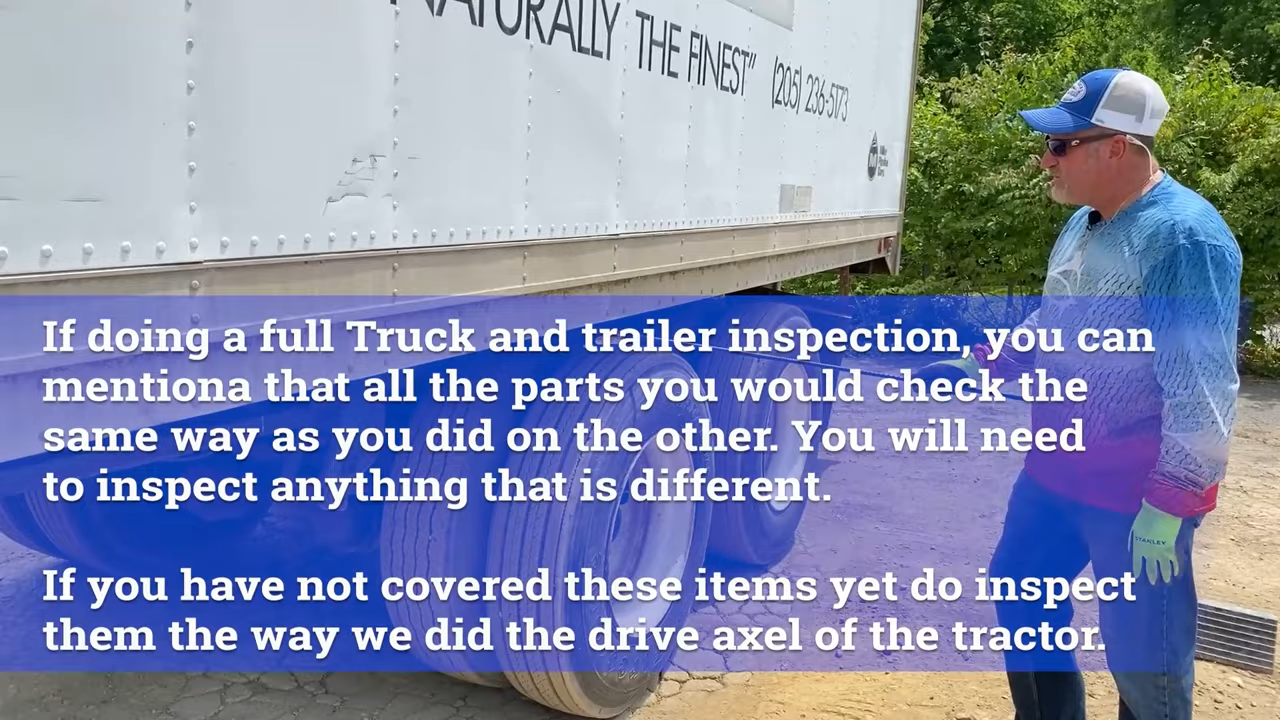 NATURALLY THE FINEST" (205) 236-5173
If doing a full Truck and trailer inspection, you can
mentiona that all the parts you would check the
same way as you did on the other. You will need
to inspect anything that is different.
If you have not covered these items yet do inspect
them the way we did the drive axel of the tractor.
STANLEY